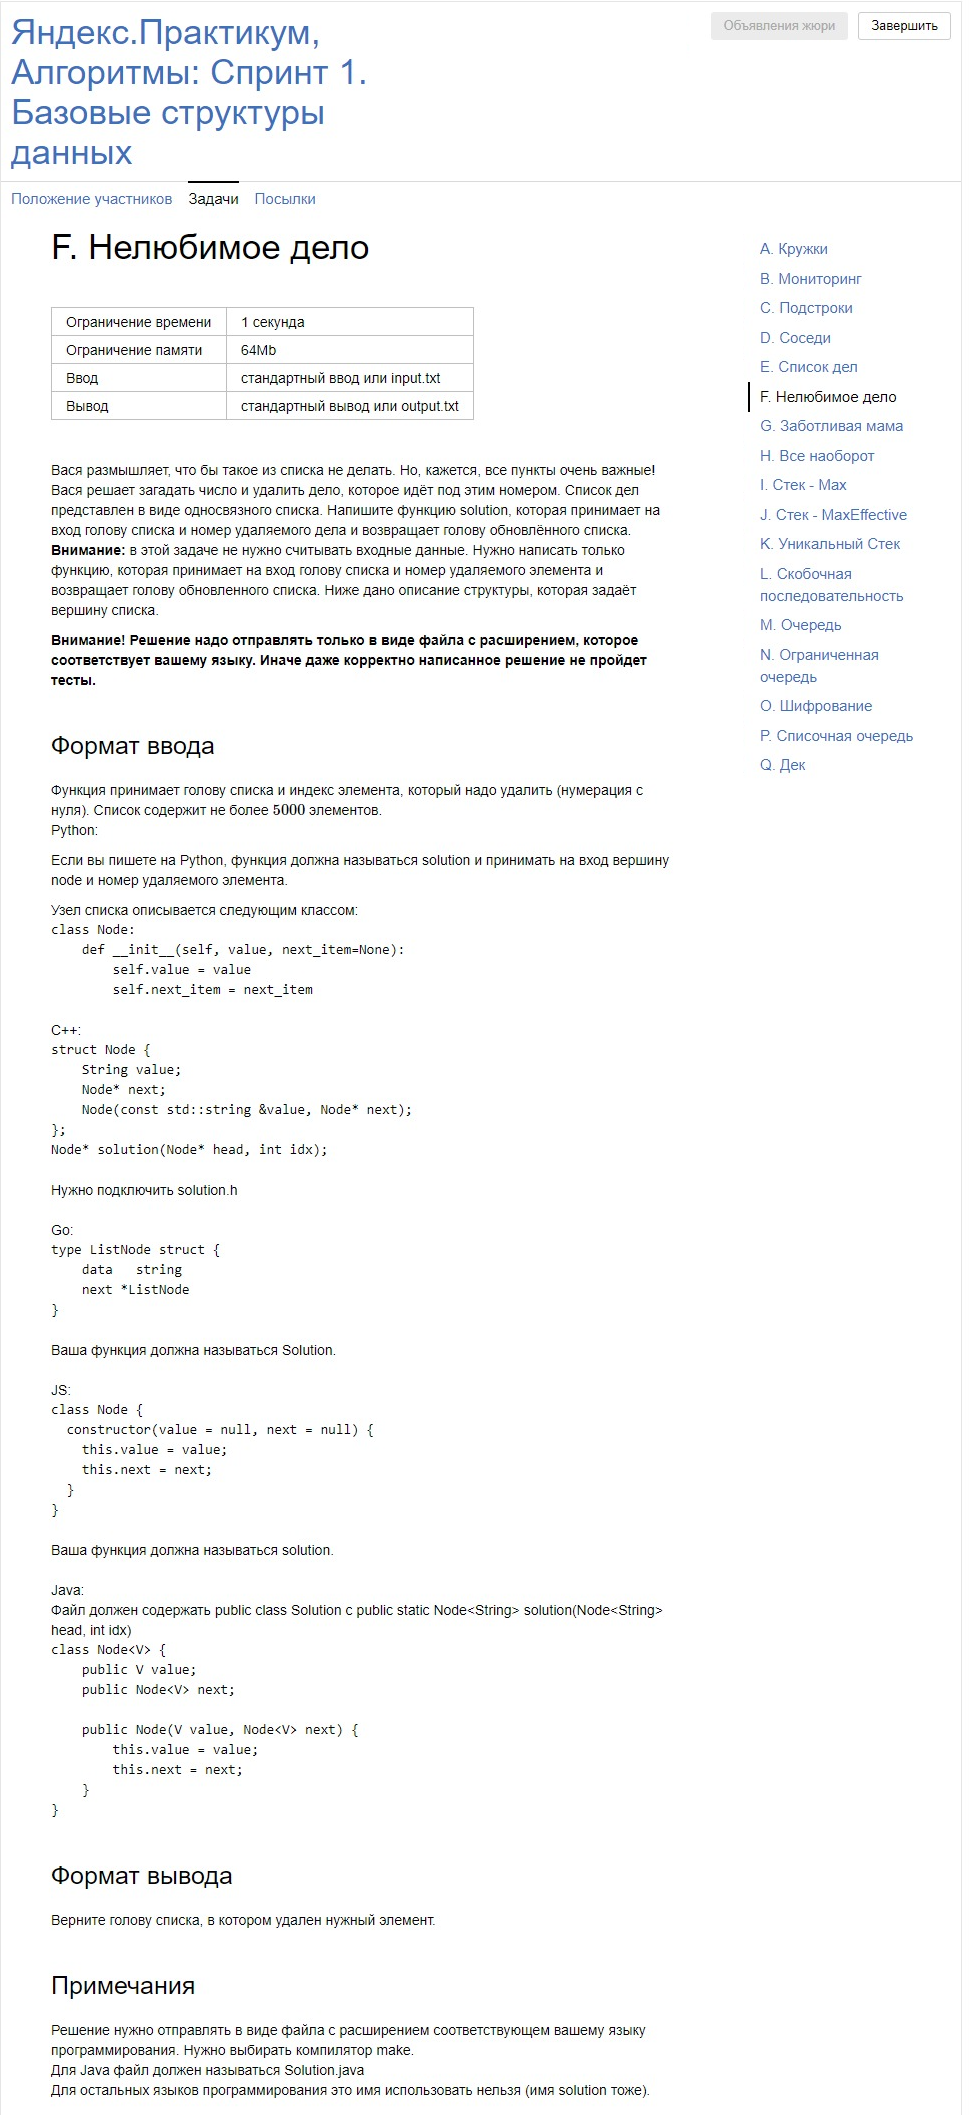 Яндекс.Практикум,
Алгоритмы: Спринт 1.
Базовые структуры
данных
Объявления жюри
Завершить
Положение участников Задачи Посылки
F. Нелюбимое дело
Ограничение времени 1 секунда
Ограничение памяти 64Mb
Ввод стандартный ввод или input.txt
Вывод стандартный вывод или output.txt
Вася размышляет, что бы такое из списка не делать. Но, кажется, все пункты очень важные!
Вася решает загадать число и удалить дело, которое идёт под этим номером. Список дел
представлен в виде односвязного списка. Напишите функцию solution, которая принимает на
вход голову списка и номер удаляемого дела и возвращает голову обновлённого списка.
Внимание: в этой задаче не нужно считывать входные данные. Нужно написать только
функцию, которая принимает на вход голову списка и номер удаляемого элемента и
возвращает голову обновленного списка. Ниже дано описание структуры, которая задаёт
вершину списка.
Внимание! Решение надо отправлять только в виде файла с расширением, которое
соответствует вашему языку. Иначе даже корректно написанное решение не пройдет
тесты.
Формат ввода
Функция принимает голову списка и индекс элемента, который надо удалить (нумерация с
нуля). Список содержит не более 5000 элементов.
Python:
Если вы пишете на Python, функция должна называться solution и принимать на вход вершину
node и номер удаляемого элемента.
Узел списка описывается следующим классом:
class Node:
    def __init__(self, value, next_item=None):
        self.value = value
        self.next_item = next_item
C++:
struct Node {
    String value;
    Node* next;
    Node(const std::string &value, Node* next);
};
Node* solution(Node* head, int idx);
Нужно подключить solution.h
Go:
type ListNode struct {
    data   string
    next *ListNode
}
Ваша функция должна называться Solution.
JS:
class Node {
  constructor(value = null, next = null) {
    this.value = value;
    this.next = next;
  }
}
Ваша функция должна называться solution.
Java:
Файл должен содержать public class Solution с public static Node<String> solution(Node<String>
head, int idx)
class Node<V> {
    public V value;
    public Node<V> next;
    public Node(V value, Node<V> next) {
        this.value = value;
        this.next = next;
    }
}
Формат вывода
Верните голову списка, в котором удален нужный элемент.
Примечания
Решение нужно отправлять в виде файла с расширением соответствующем вашему языку
программирования. Нужно выбирать компилятор make.
Для Java файл должен называться Solution.java
Для остальных языков программирования это имя использовать нельзя (имя solution тоже).
A. Кружки
B. Мониторинг
C. Подстроки
D. Соседи
E. Список дел
F. Нелюбимое дело
G. Заботливая мама
H. Все наоборот
I. Стек - Max
J. Стек - MaxEffective
K. Уникальный Стек
L. Скобочная
последовательность
M. Очередь
N. Ограниченная
очередь
O. Шифрование
P. Списочная очередь
Q. Дек